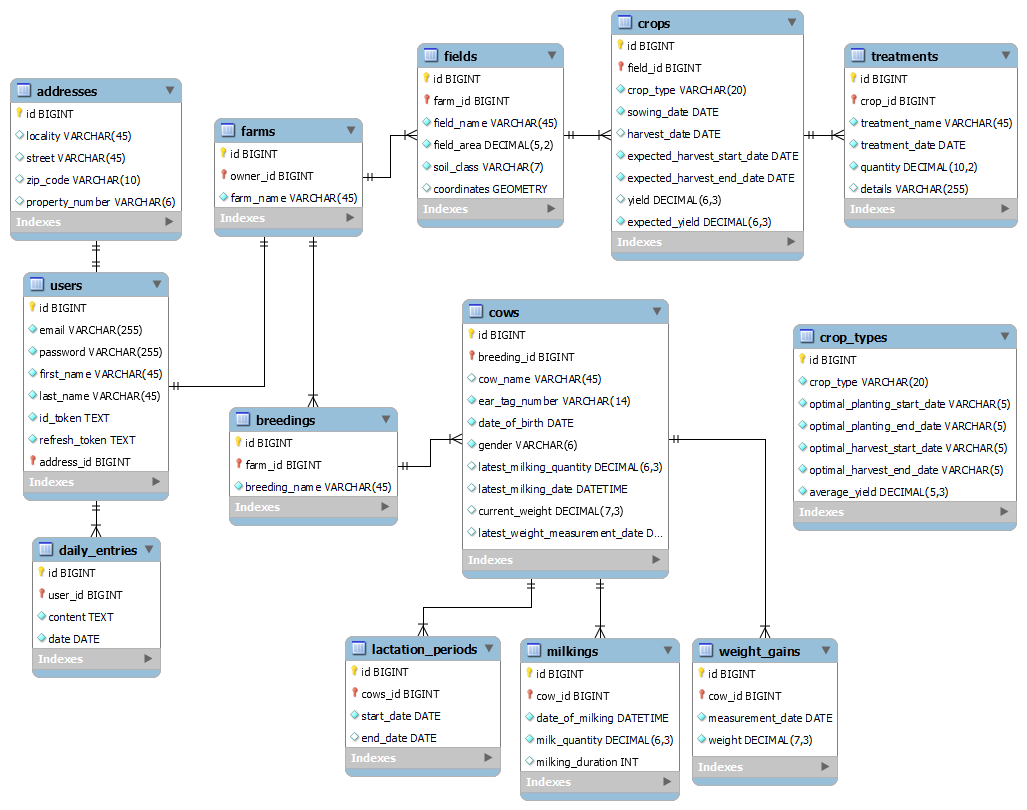 addresses
id BIGINT
locality VARCHAR(45)
street VARCHAR(45)
zip_code VARCHAR(10)
property_number VARCHAR(6)
Indexes
users
id BIGINT
email VARCHAR(255)
password VARCHAR(255)
first_name VARCHAR(45)
last_name VARCHAR(45)
id_token TEXT
refresh_token TEXT
address_id BIGINT
Indexes
daily_entries
id BIGINT
user_id BIGINT
content TEXT
date DATE
Indexes
farms
id BIGINT
owner_id BIGINT
farm_name VARCHAR(45)
Indexes
breedings
id BIGINT
farm_id BIGINT
breeding_name VARCHAR(45)
Indexes
fields
id BIGINT
farm_id BIGINT
field_name VARCHAR(45)
field_area DECIMAL(5,2)
soil_class VARCHAR(7)
coordinates GEOMETRY
Indexes
crops
id BIGINT
field_id BIGINT
crop_type VARCHAR(20)
sowing_date DATE
harvest_date DATE
expected_harvest_start_date DATE
expected_harvest_end_date DATE
yield DECIMAL(6,3)
expected_yield DECIMAL(6,3)
Indexes
treatments
id BIGINT
crop_id BIGINT
treatment_name VARCHAR(45)
treatment_date DATE
quantity DECIMAL (10,2)
details VARCHAR(255)
Indexes
cows
id BIGINT
breeding_id BIGINT
cow_name VARCHAR(45)
ear_tag_number VARCHAR(14)
date_of_birth DATE
gender VARCHAR(6)
latest_milking_quantity DECIMAL(6,3)
latest_milking_date DATETIME
current_weight DECIMAL(7,3)
latest_weight_measurement_date D...
Indexes
crop_types
id BIGINT
crop_type VARCHAR(20)
optimal_planting_start_date VARCHAR(5)
optimal_planting_end_date VARCHAR(5)
optimal_harvest_start_date VARCHAR(5)
optimal_harvest_end_date VARCHAR(5)
average_yield DECIMAL(5,3)
Indexes
lactation_periods
id BIGINT
cows_id BIGINT
start_date DATE
end_date DATE
Indexes
milkings
id BIGINT
cow_id BIGINT
date_of_milking DATETIME
milk_quantity DECIMAL(6,3)
milking_duration INT
Indexes
weight_gains
id BIGINT
cow_id BIGINT
measurement_date DATE
weight DECIMAL(7,3)
Indexes